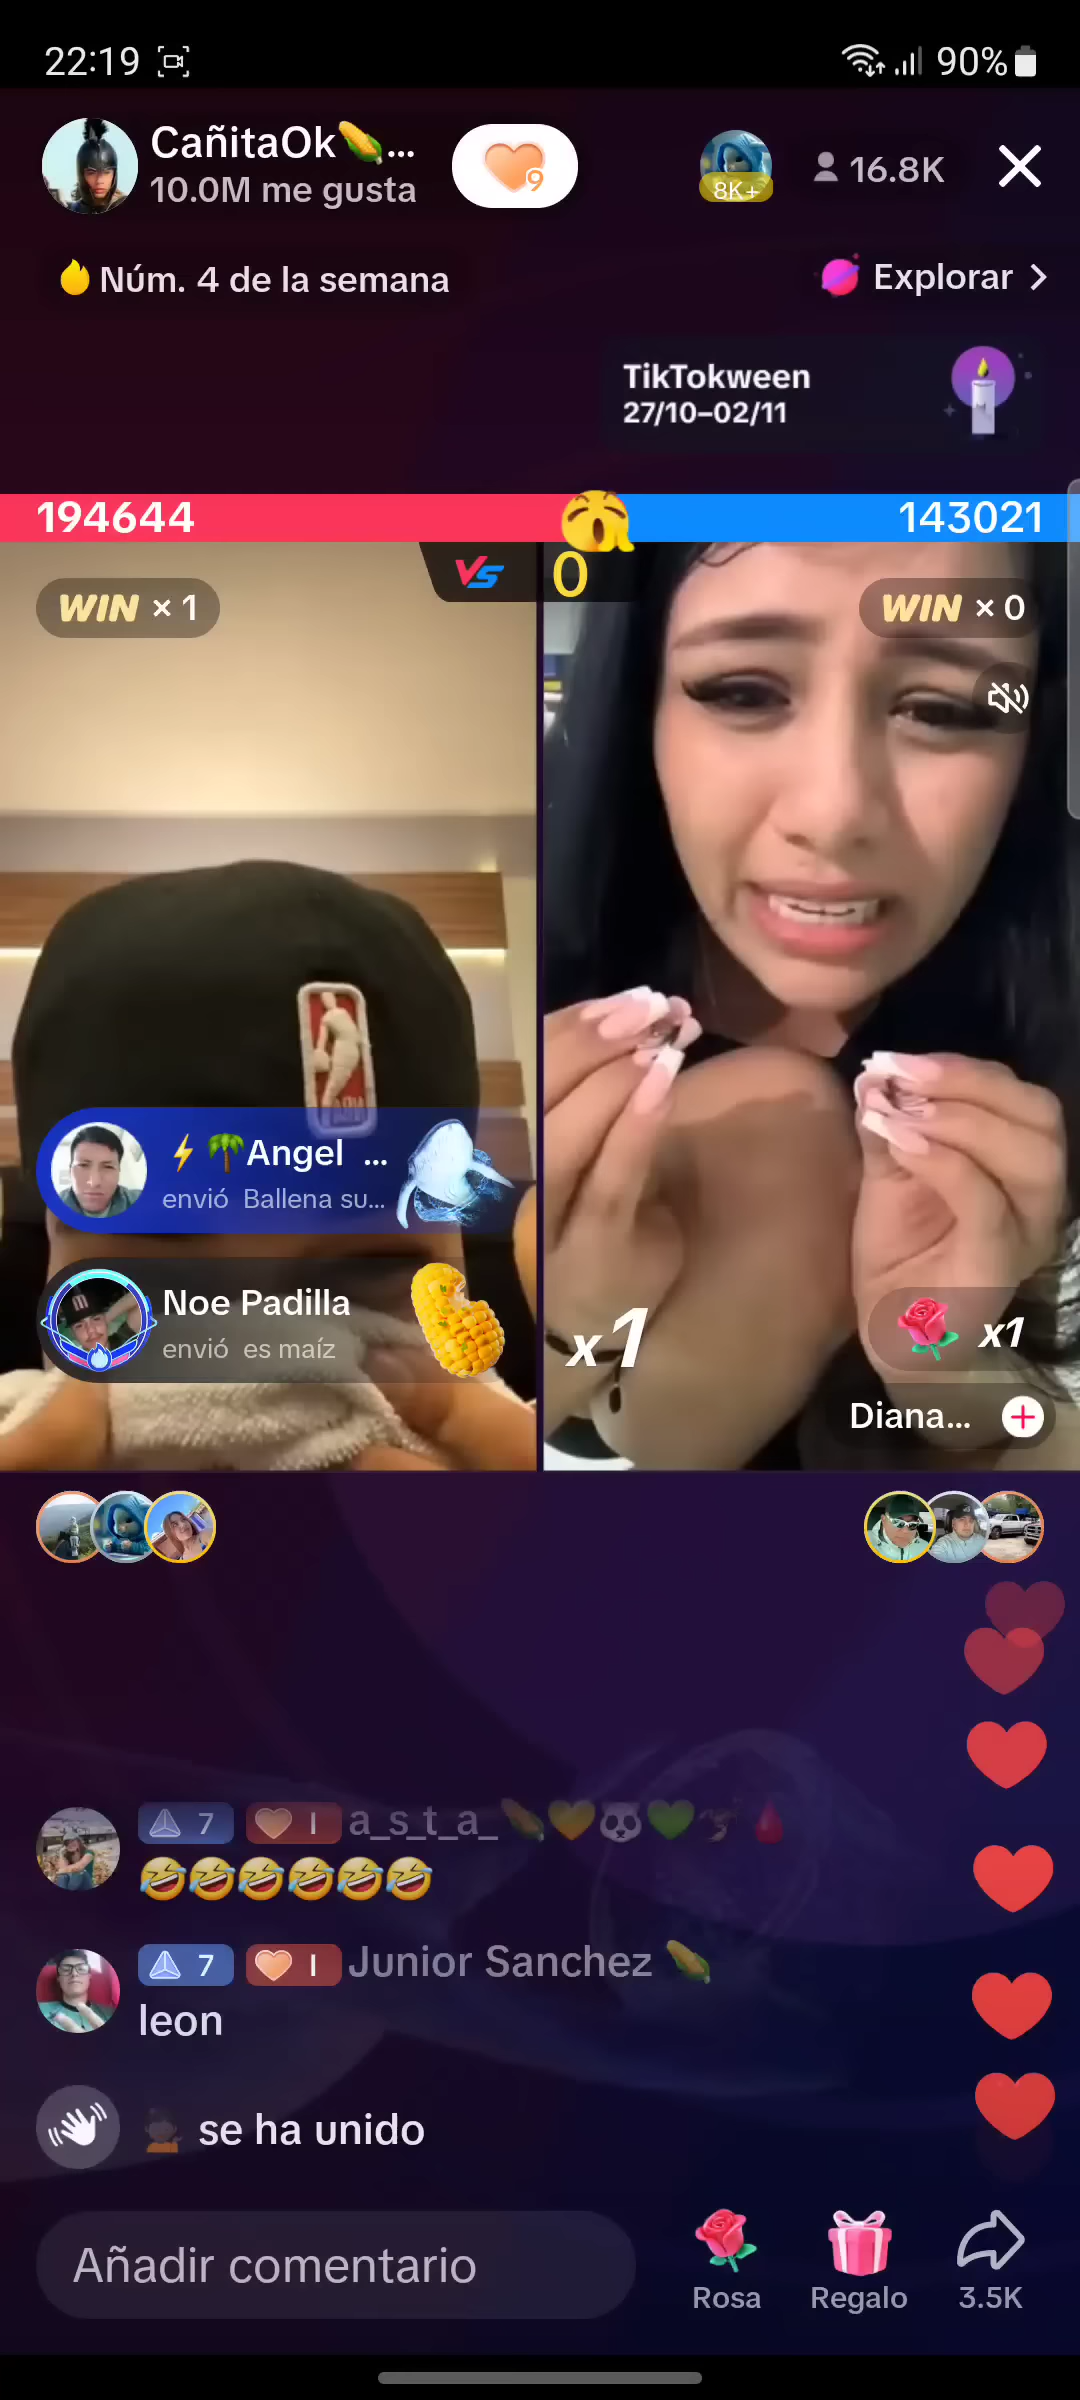 22:19
90%
CañitaOk🌽...
10.0M me gusta
8K+
16.8K
Núm. 4 de la semana
Explorar
TikTokween
27/10–02/11
194644
143021
VS
0
WIN × 1
WIN × 0
⚡🌴Angel ...
envió Ballena su...
Noe Padilla
envió es maíz
x1
x1
Diana...
7 I a_s_t_a_🌽💛🐼💚🩸
🤣🤣🤣🤣🤣🤣
7 I Junior Sanchez 🌽
leon
se ha unido
Añadir comentario
Rosa
Regalo
3.5K